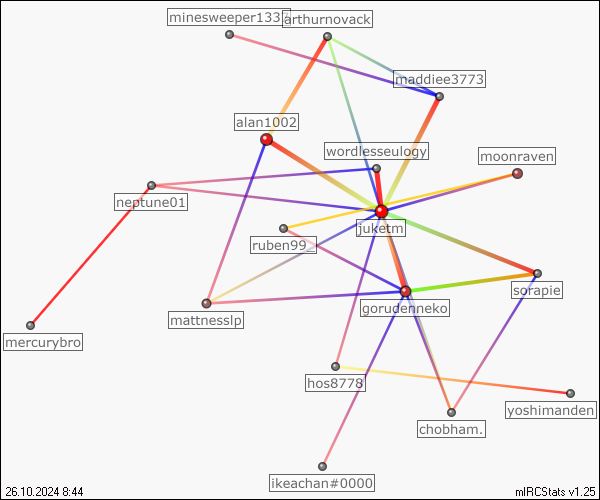 minesweeper133
arthurnovack
maddiee3773
alan1002
wordlesseulogy
moonraven
neptune01
juketm
ruben99_
sorapie
gorudenneko
mattnesslp
mercurybro
hos8778
yoshimanden
chobham.
ikeachan#0000
26.10.2024 8:44
mIRCStats v1.25